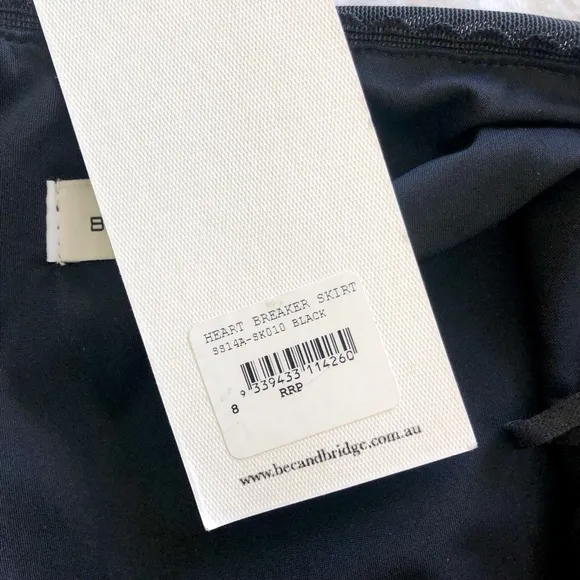 B
HEART BREAKER SKIRT
SS14A-SK010 BLACK
9 339433 114260
8
RRP
www.becandbridge.com.au